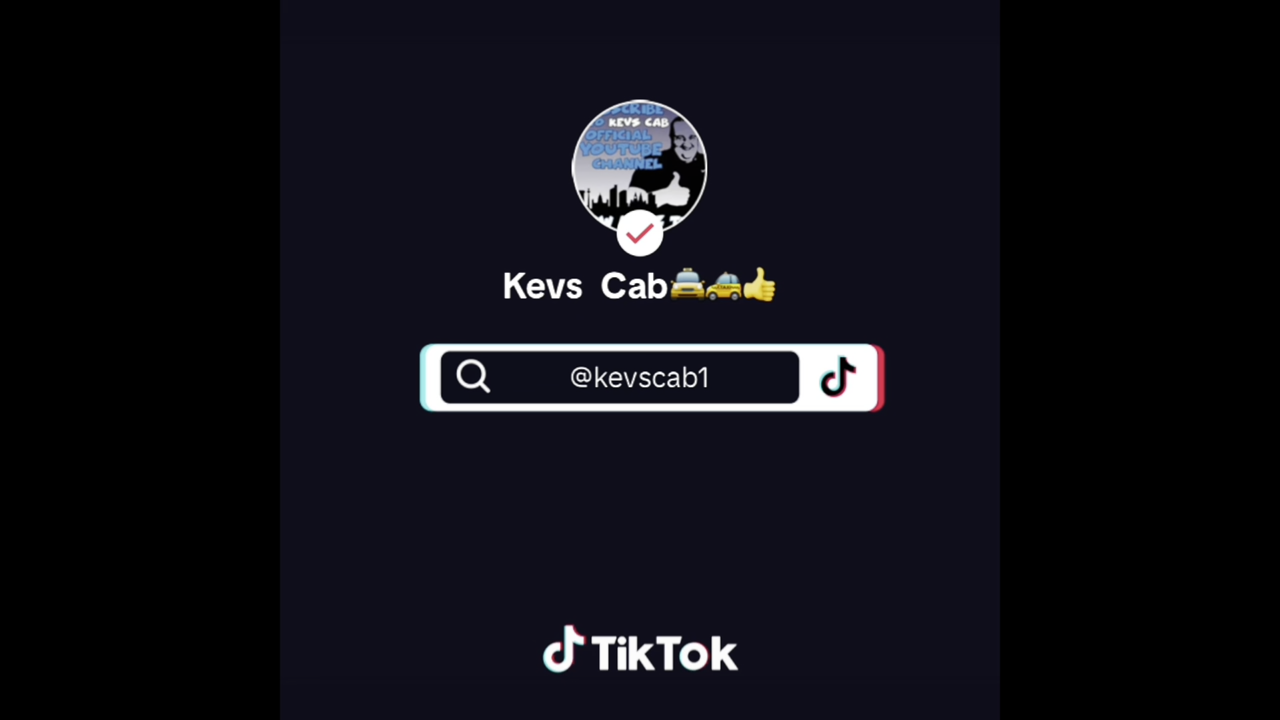 KEVS CAB
OFFICIAL
YOUTUBE
CHANNEL
Kevs Cab🚖🚕👍
@kevscab1
TikTok